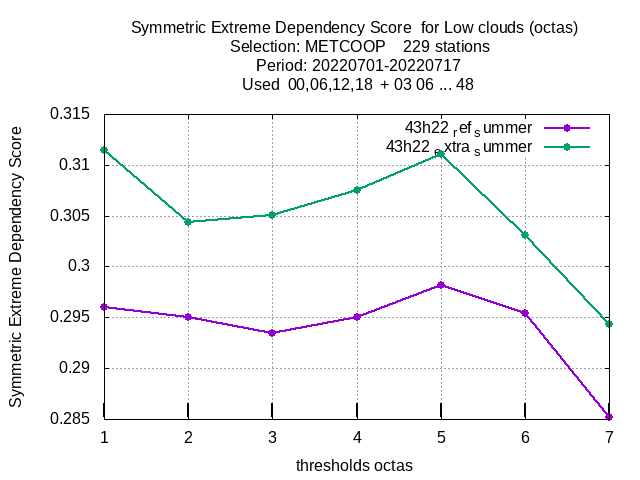 Symmetric Extreme Dependency Score for Low clouds (octas)
Selection: METCOOP 229 stations
Period: 20220701-20220717
Used 00,06,12,18 + 03 06 ... 48
0.315
0.31
0.305
0.3
0.295
0.29
0.285
Symmetric Extreme Dependency Score
43h22 ref summer
43h22 extra summer
1 2 3 4 5 6 7
thresholds octas